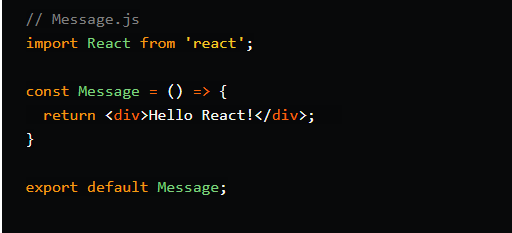 // Message.js
import React from 'react';
const Message = () => {
return <div>Hello React!</div>;
}
export default Message;